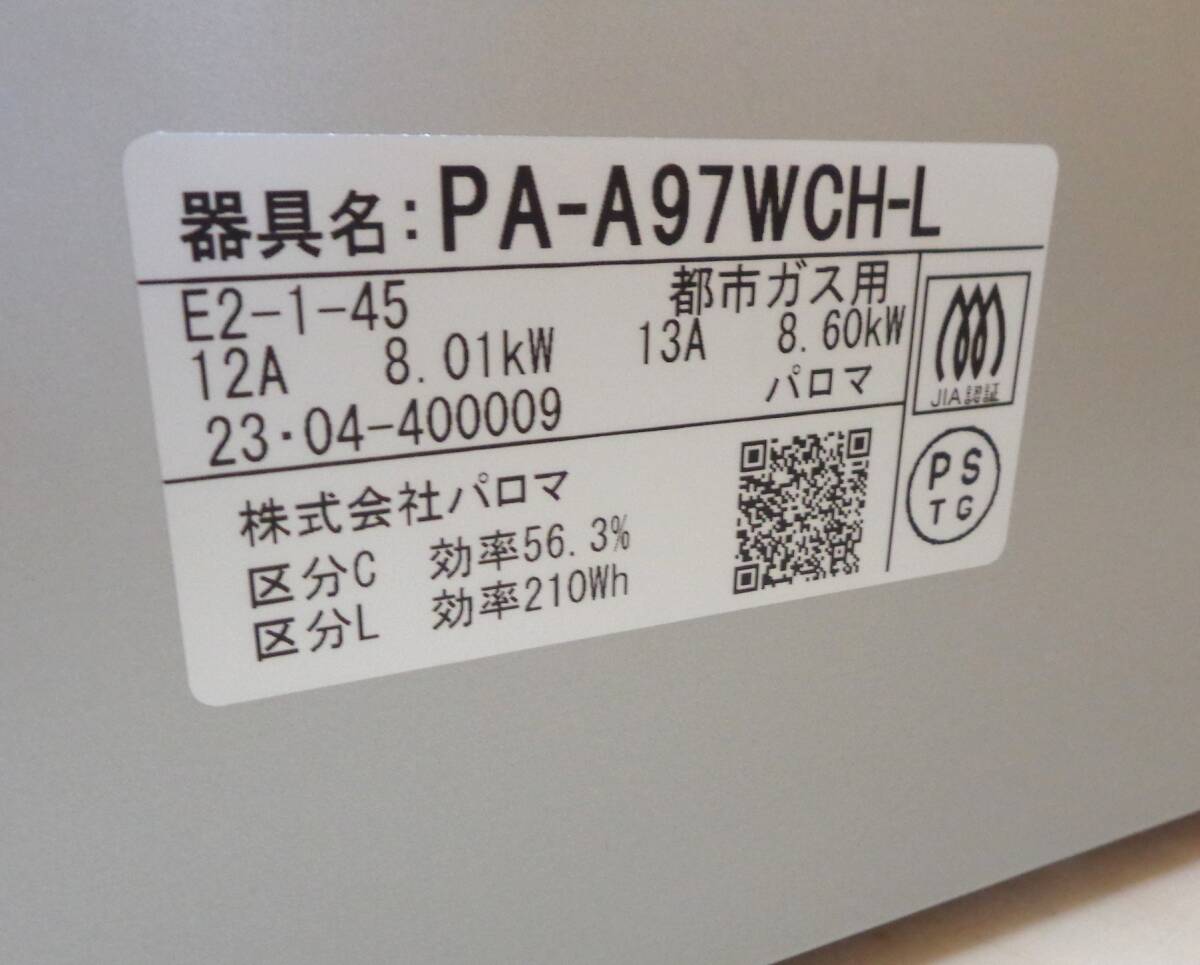 器具名:PA-A97WCH-L
E2-1-45 都市ガス用
12A 8.01kW 13A 8.60kW
23・04-400009 パロマ
JIA認証
株式会社パロマ
区分C 効率56.3%
区分L 効率210Wh
PS
TG